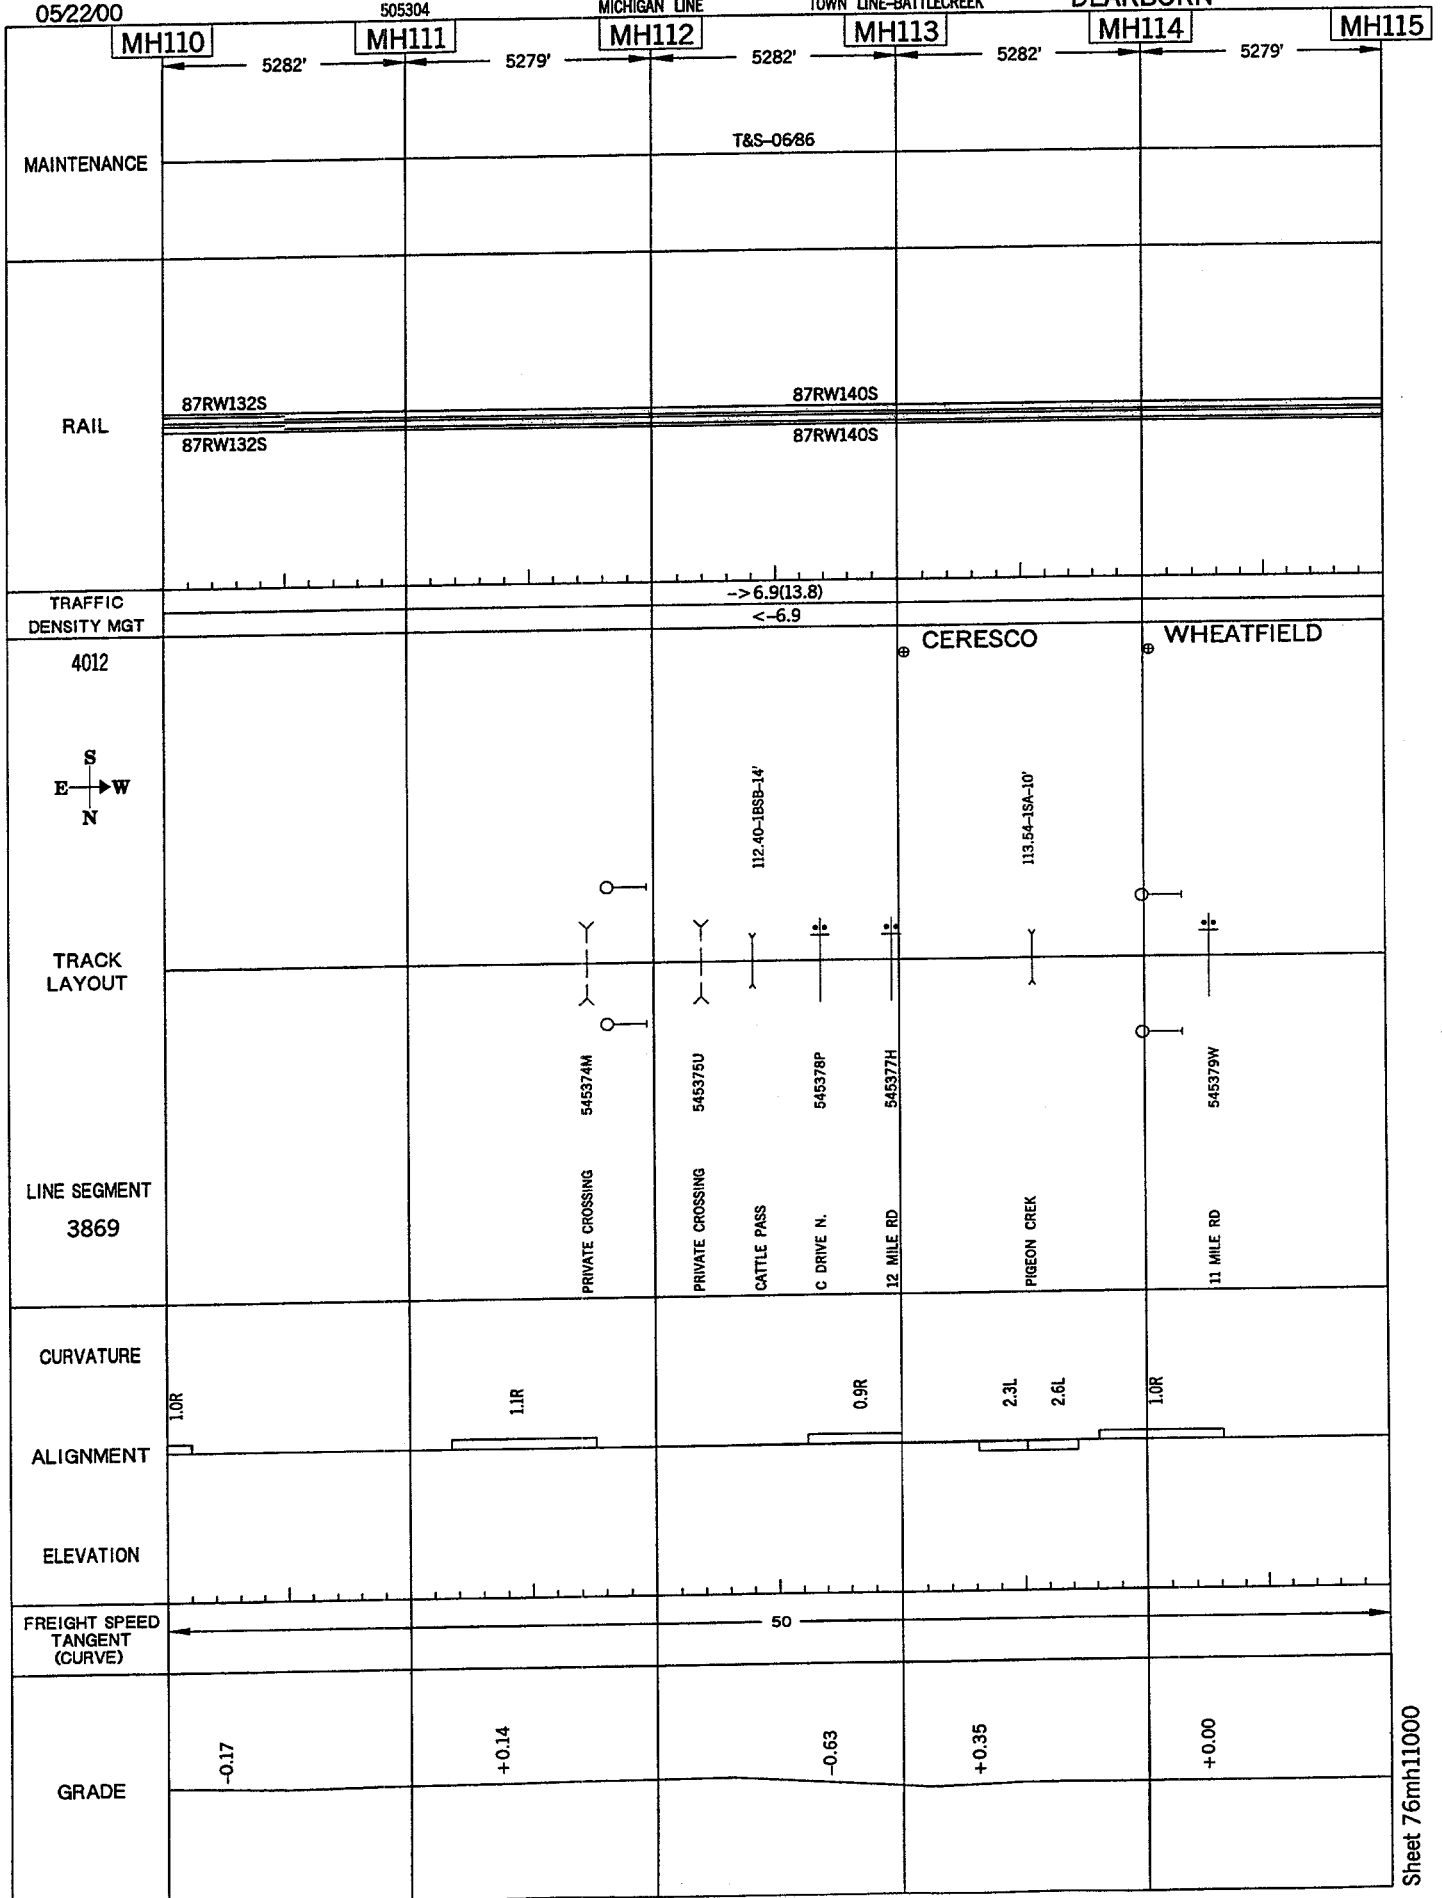 05/22/00
505304
MICHIGAN LINE
TOWN LINE-BATTLECREEK
DEARBORN
MH110
MH111
MH112
MH113
MH114
MH115
5282'
5279'
5282'
5282'
5279'
MAINTENANCE
T&S-06/86
RAIL
87RW132S
87RW140S
87RW132S
87RW140S
TRAFFIC
DENSITY MGT
->6.9(13.8)
<-6.9
4012
CERESCO
WHEATFIELD
S
E
W
N
112.40-1BSB-14'
113.54-1SA-10'
TRACK
LAYOUT
545374M
545375U
545378P
545377H
545379W
LINE SEGMENT
3869
PRIVATE CROSSING
PRIVATE CROSSING
CATTLE PASS
C DRIVE N.
12 MILE RD
PIGEON CREK
11 MILE RD
CURVATURE
1.0R
1.1R
0.9R
2.3L
2.6L
1.0R
ALIGNMENT
ELEVATION
FREIGHT SPEED
TANGENT
(CURVE)
50
GRADE
-0.17
+0.14
-0.63
+0.35
+0.00
Sheet 76mh11000